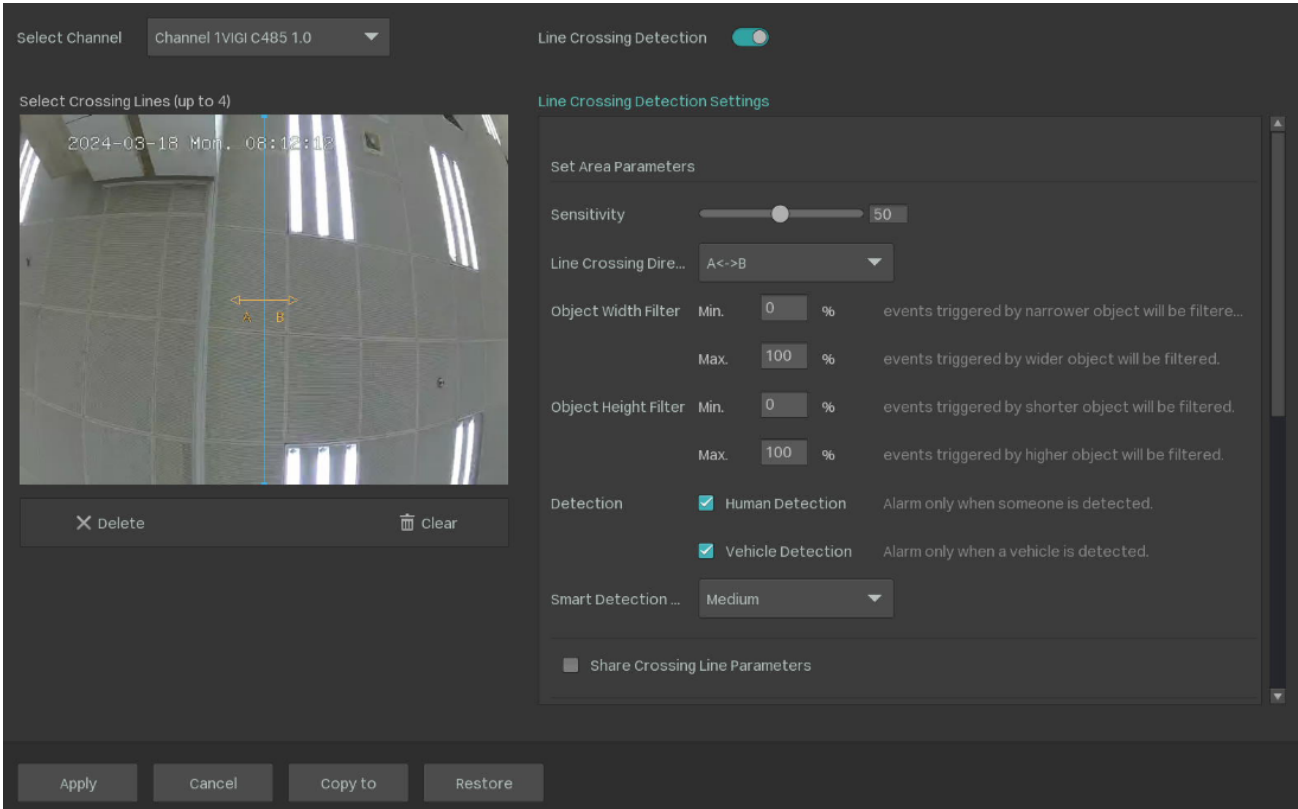 Select Channel Channel 1VIGI C485 1.0 Line Crossing Detection
Select Crossing Lines (up to 4)
2024-03-18 Mon. 08:12:12
A B
Delete Clear
Line Crossing Detection Settings
Set Area Parameters
Sensitivity 50
Line Crossing Dire... A<->B
Object Width Filter Min. 0 % events triggered by narrower object will be filtere...
Max. 100 % events triggered by wider object will be filtered.
Object Height Filter Min. 0 % events triggered by shorter object will be filtered.
Max. 100 % events triggered by higher object will be filtered.
Detection Human Detection Alarm only when someone is detected.
Vehicle Detection Alarm only when a vehicle is detected.
Smart Detection ... Medium
Share Crossing Line Parameters
Apply Cancel Copy to Restore